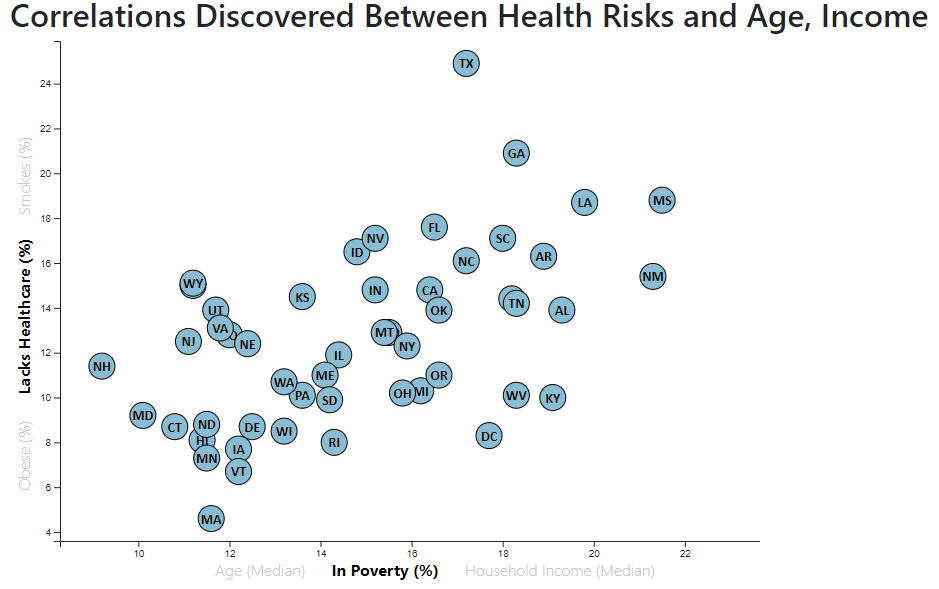 Correlations Discovered Between Health Risks and Age, Income
TX
24
22
Smokes (%)
GA
20
LA
MS
18
FL
NV
SC
ID
AR
NC
16
NM
Lacks Healthcare (%)
WY
KS
IN
CA
TN
14
UT
OK
AL
VA
MT
NJ
NE
NY
12
IL
NH
ME
OR
WA
PA
SD
OH
MI
WV
KY
10
MD
CT
ND
DE
WI
DC
HI
RI
8
Obese (%)
IA
MN
VT
6
MA
4
10
12
14
16
18
20
22
Age (Median)
In Poverty (%)
Household Income (Median)